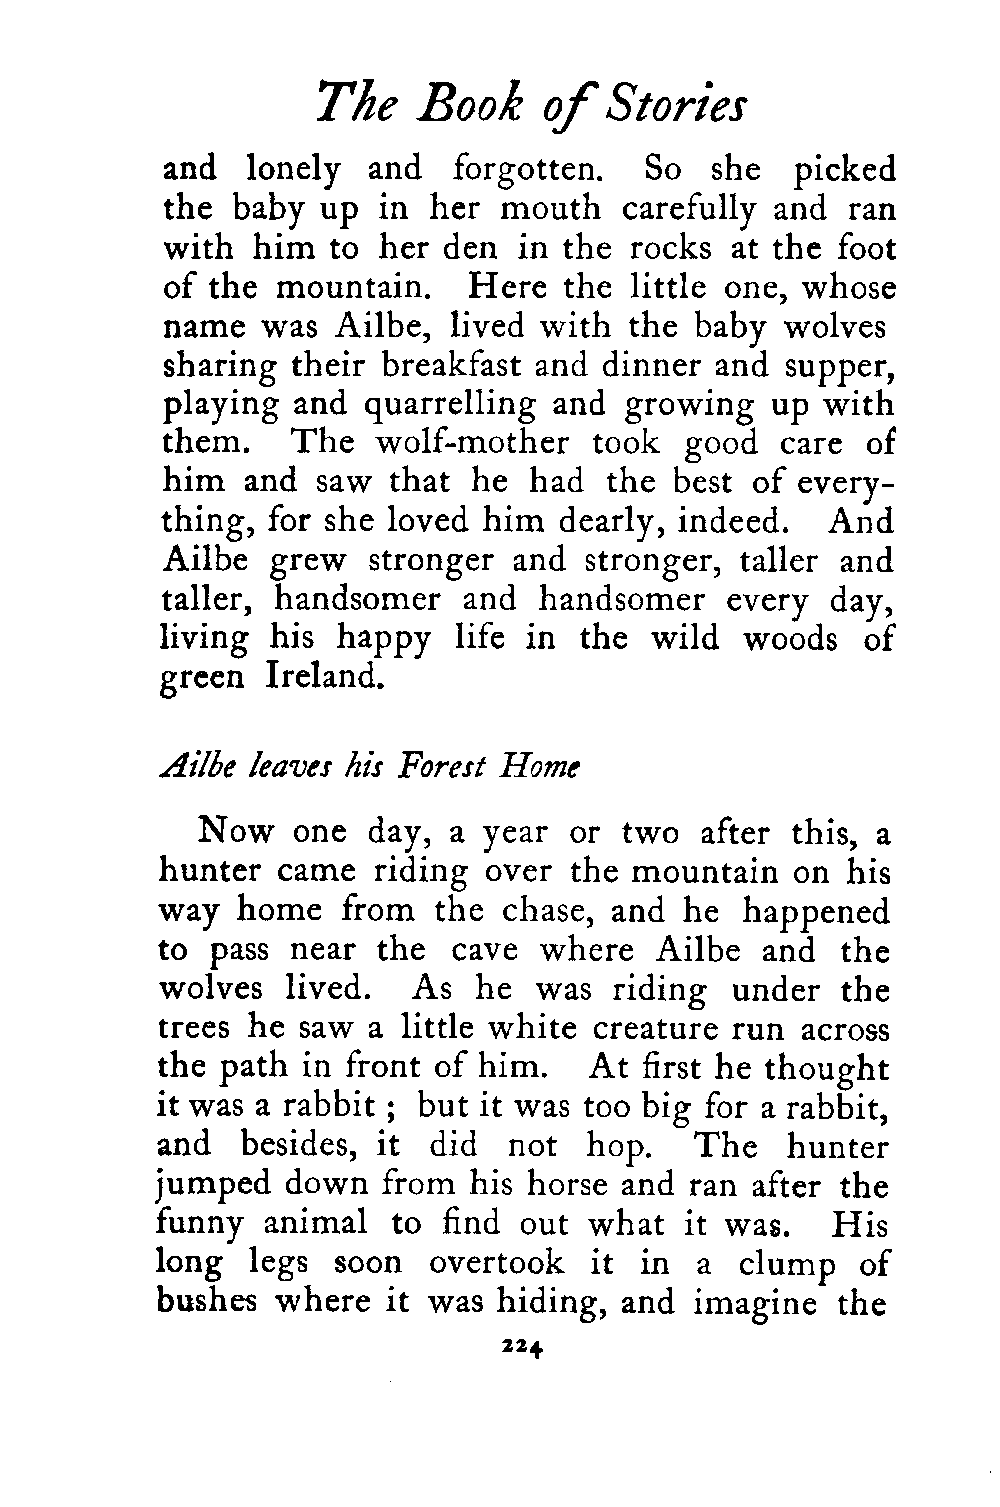 The Book of Stories
and lonely and forgotten. So she picked
the baby up in her mouth carefully and ran
with him to her den in the rocks at the foot
of the mountain. Here the little one, whose
name was Ailbe, lived with the baby wolves
sharing their breakfast and dinner and supper,
playing and quarrelling and growing up with
them. The wolf-mother took good care of
him and saw that he had the best of every-
thing, for she loved him dearly, indeed. And
Ailbe grew stronger and stronger, taller and
taller, handsomer and handsomer every day,
living his happy life in the wild woods of
green Ireland.
Ailbe leaves his Forest Home
Now one day, a year or two after this, a
hunter came riding over the mountain on his
way home from the chase, and he happened
to pass near the cave where Ailbe and the
wolves lived. As he was riding under the
trees he saw a little white creature run across
the path in front of him. At first he thought
it was a rabbit ; but it was too big for a rabbit,
and besides, it did not hop. The hunter
jumped down from his horse and ran after the
funny animal to find out what it was. His
long legs soon overtook it in a clump of
bushes where it was hiding, and imagine the
224